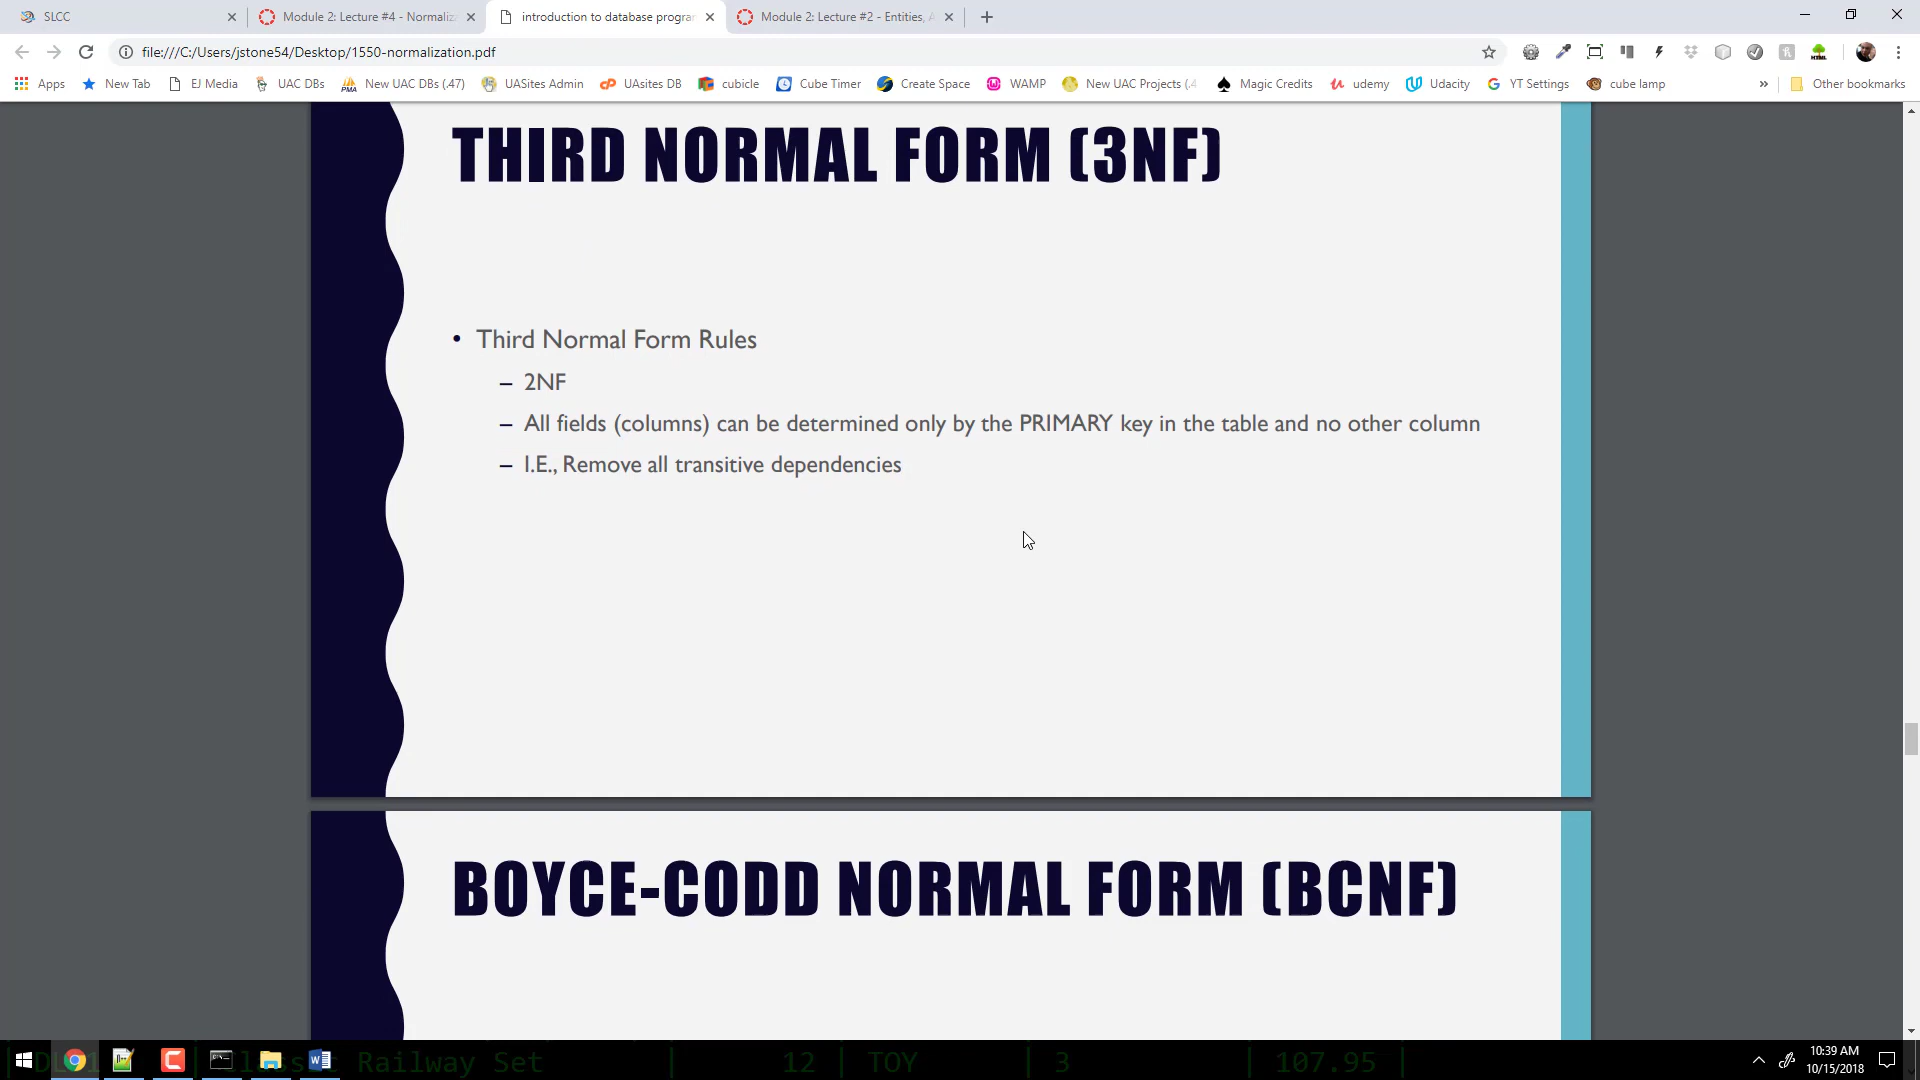 SLCC
Module 2: Lecture #4 - Normaliz
introduction to database progra
Module 2: Lecture #2 - Entities, A
file:///C:/Users/jstone54/Desktop/1550-normalization.pdf
Apps
New Tab
EJ Media
UAC DBs
New UAC DBs (.47)
UASites Admin
UAsites DB
cubicle
Cube Timer
Create Space
WAMP
New UAC Projects (.4
Magic Credits
udemy
Udacity
YT Settings
cube lamp
»
Other bookmarks
THIRD NORMAL FORM (3NF)
• Third Normal Form Rules
– 2NF
– All fields (columns) can be determined only by the PRIMARY key in the table and no other column
– I.E., Remove all transitive dependencies
BOYCE-CODD NORMAL FORM (BCNF)
Railway Set | 12 | TOY | 3 | 107.95 |
10:39 AM
10/15/2018